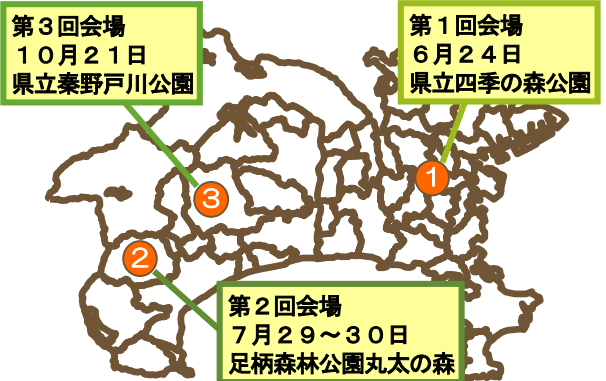 第３回会場
１０月２１日
県立秦野戸川公園
第１回会場
６月２４日
県立四季の森公園
１
３
２
第２回会場
７月２９～３０日
足柄森林公園丸太の森